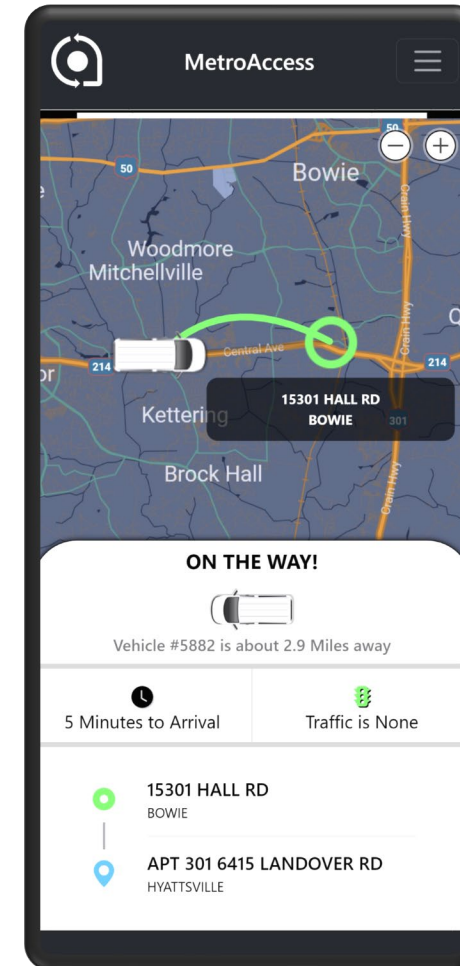 MetroAccess
50
50
Bowie
Crain Hwy
Woodmore
Mitchellville
214
Central Ave
Crain Hwy
214
15301 HALL RD
BOWIE
301
Kettering
Brock Hall
Crain Hwy
ON THE WAY!
Vehicle #5882 is about 2.9 Miles away
5 Minutes to Arrival
Traffic is None
15301 HALL RD
BOWIE
APT 301 6415 LANDOVER RD
HYATTSVILLE